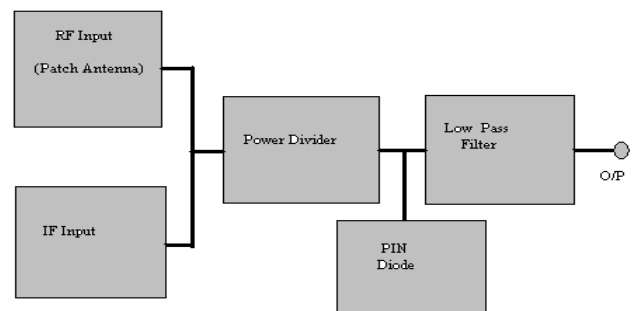 RF Input
(Patch Antenna)
IF Input
Power Divider
PIN
Diode
Low Pass
Filter
O/P